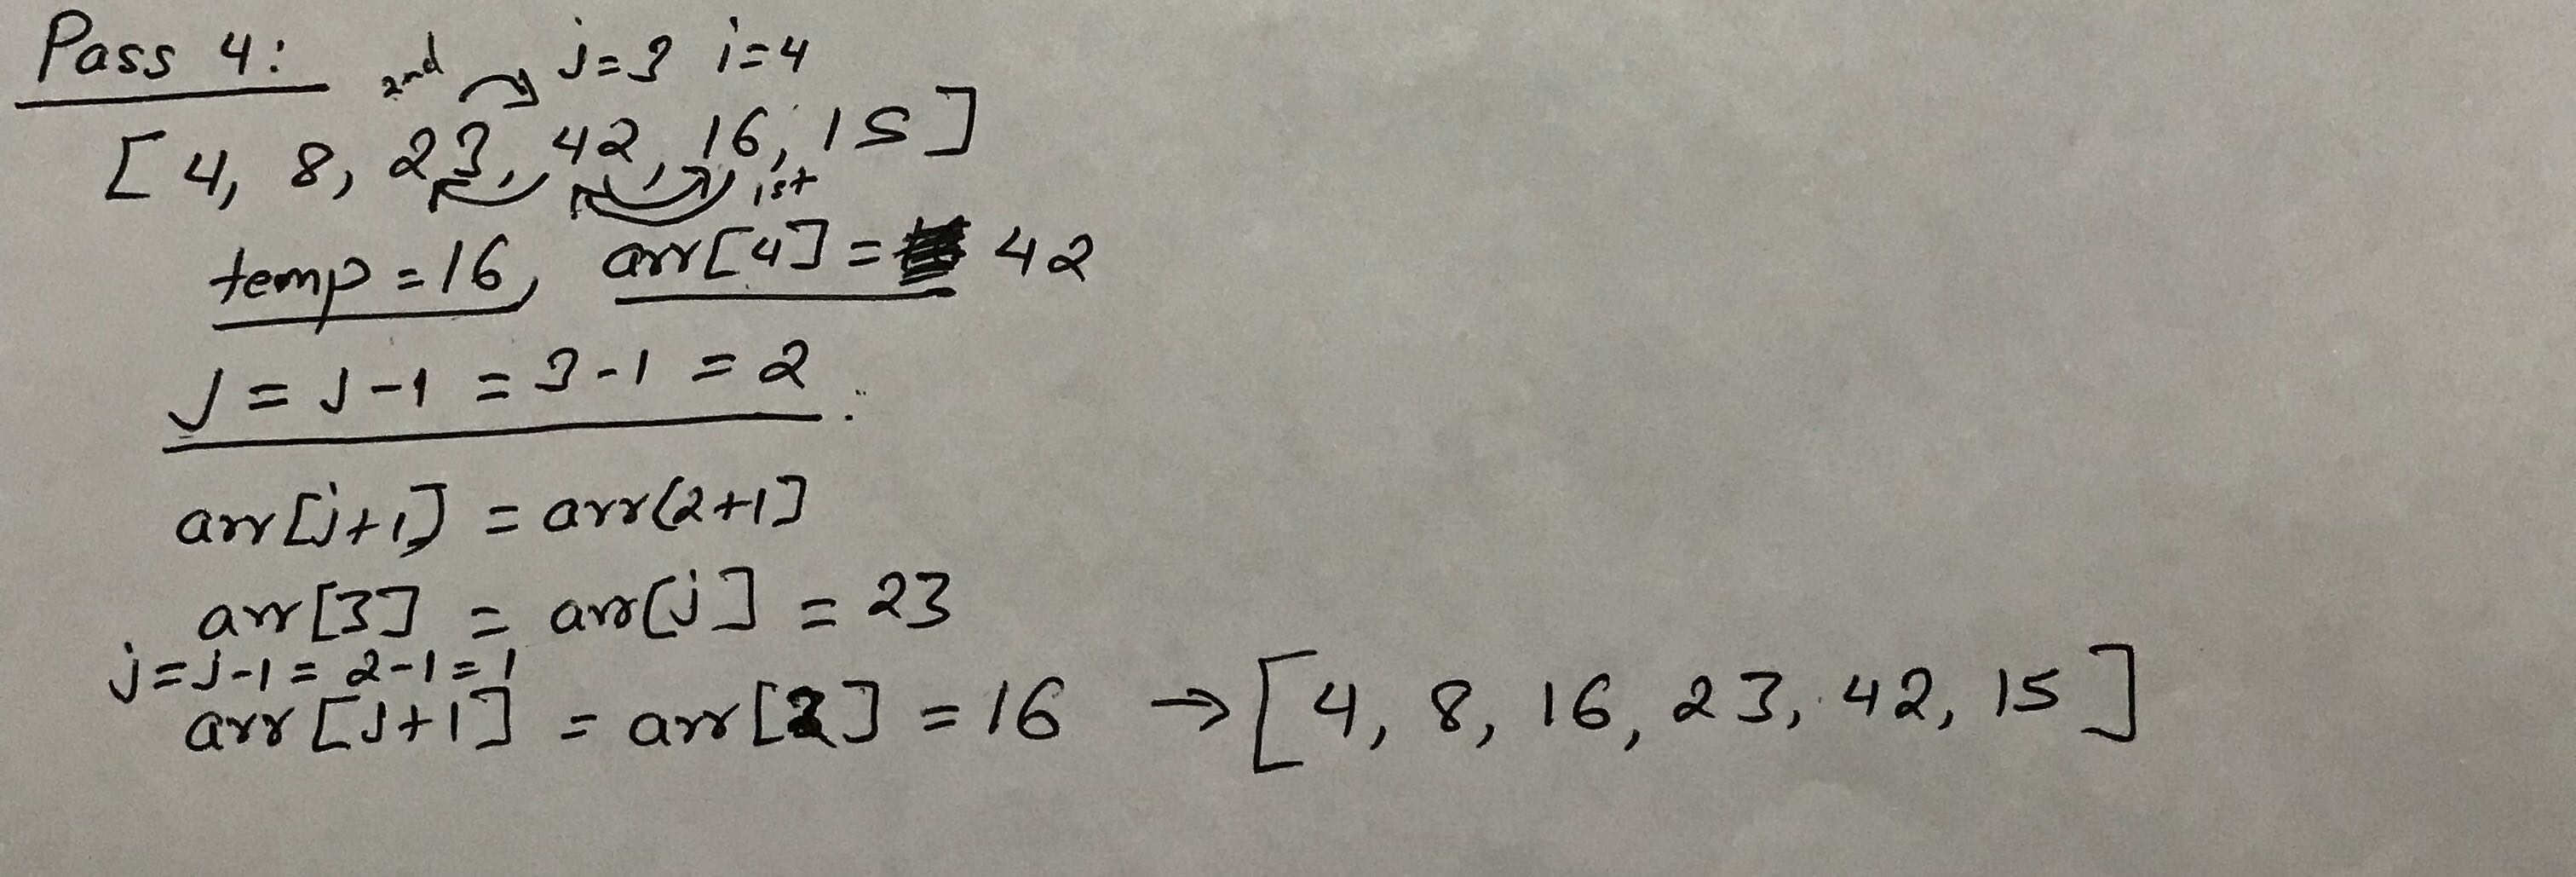 Pass 4:
2nd j=3 i=4
[4, 8, 23, 42, 16, 15]
1st
temp=16, arr[4] = 42
J = J-1 = 3-1 = 2
arr[j+1] = arr(2+1]
arr[3] = arr[j] = 23
j=J-1= 2-1=1
arr[J+1] = arr[2] = 16 → [4, 8, 16, 23, 42, 15]